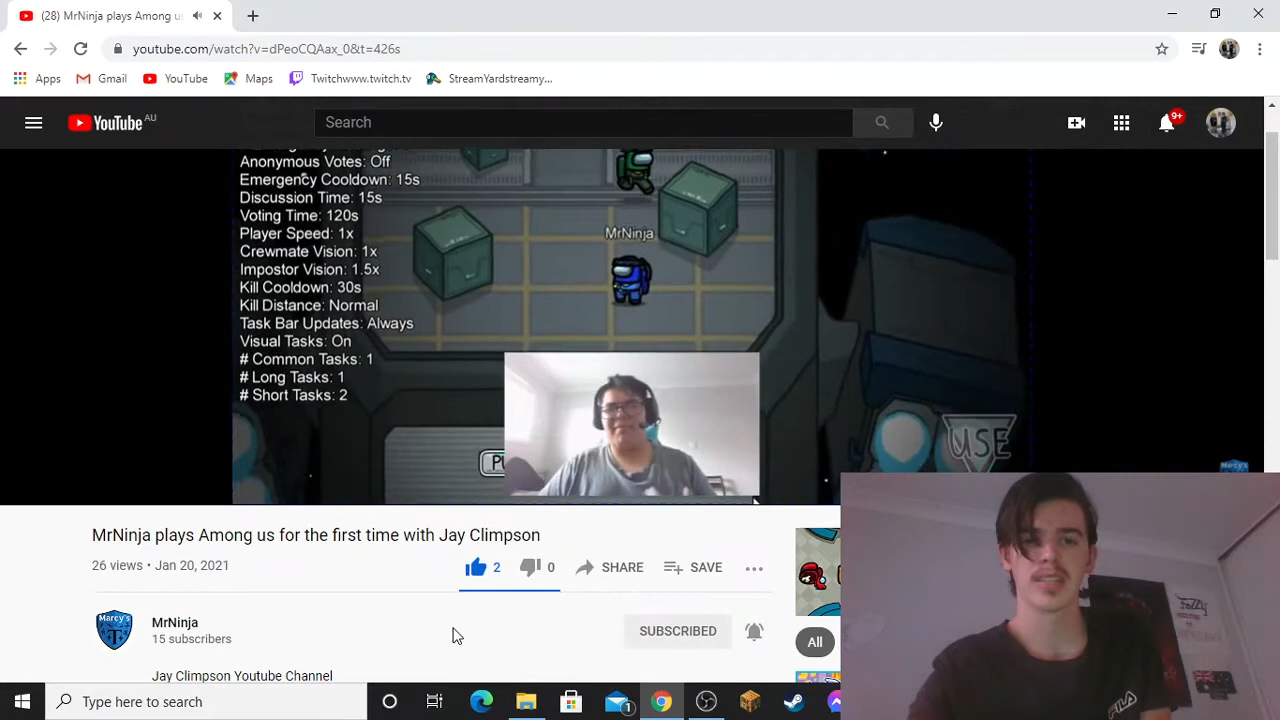 (28) MrNinja plays Among us
youtube.com/watch?v=dPeoCQAax_0&t=426s
Apps Gmail YouTube Maps Twitchwww.twitch.tv StreamYardstreamy...
YouTube AU
Search
9+
Anonymous Votes: Off
Emergency Cooldown: 15s
Discussion Time: 15s
Voting Time: 120s
Player Speed: 1x
Crewmate Vision: 1x
Impostor Vision: 1.5x
Kill Cooldown: 30s
Kill Distance: Normal
Task Bar Updates: Always
Visual Tasks: On
# Common Tasks: 1
# Long Tasks: 1
# Short Tasks: 2
MrNinja
USE
Marcy's
MrNinja plays Among us for the first time with Jay Climpson
26 views • Jan 20, 2021
2 0 SHARE SAVE
Marcy's
MrNinja
15 subscribers
SUBSCRIBED
Jay Climpson Youtube Channel
All
FILA
Type here to search
1